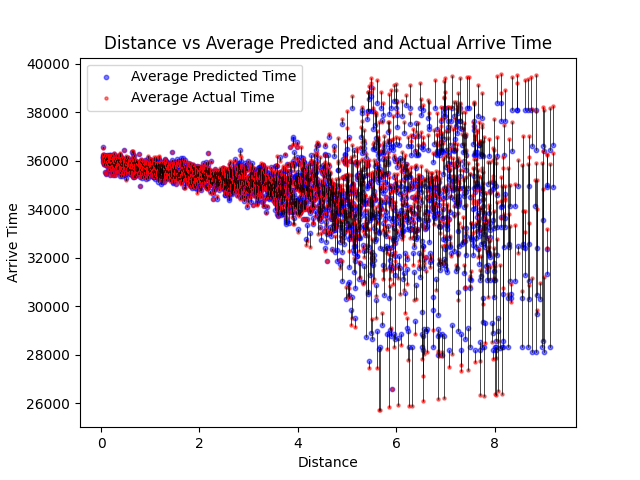 Distance vs Average Predicted and Actual Arrive Time
Average Predicted Time
Average Actual Time
Arrive Time
40000
38000
36000
34000
32000
30000
28000
26000
0 2 4 6 8
Distance